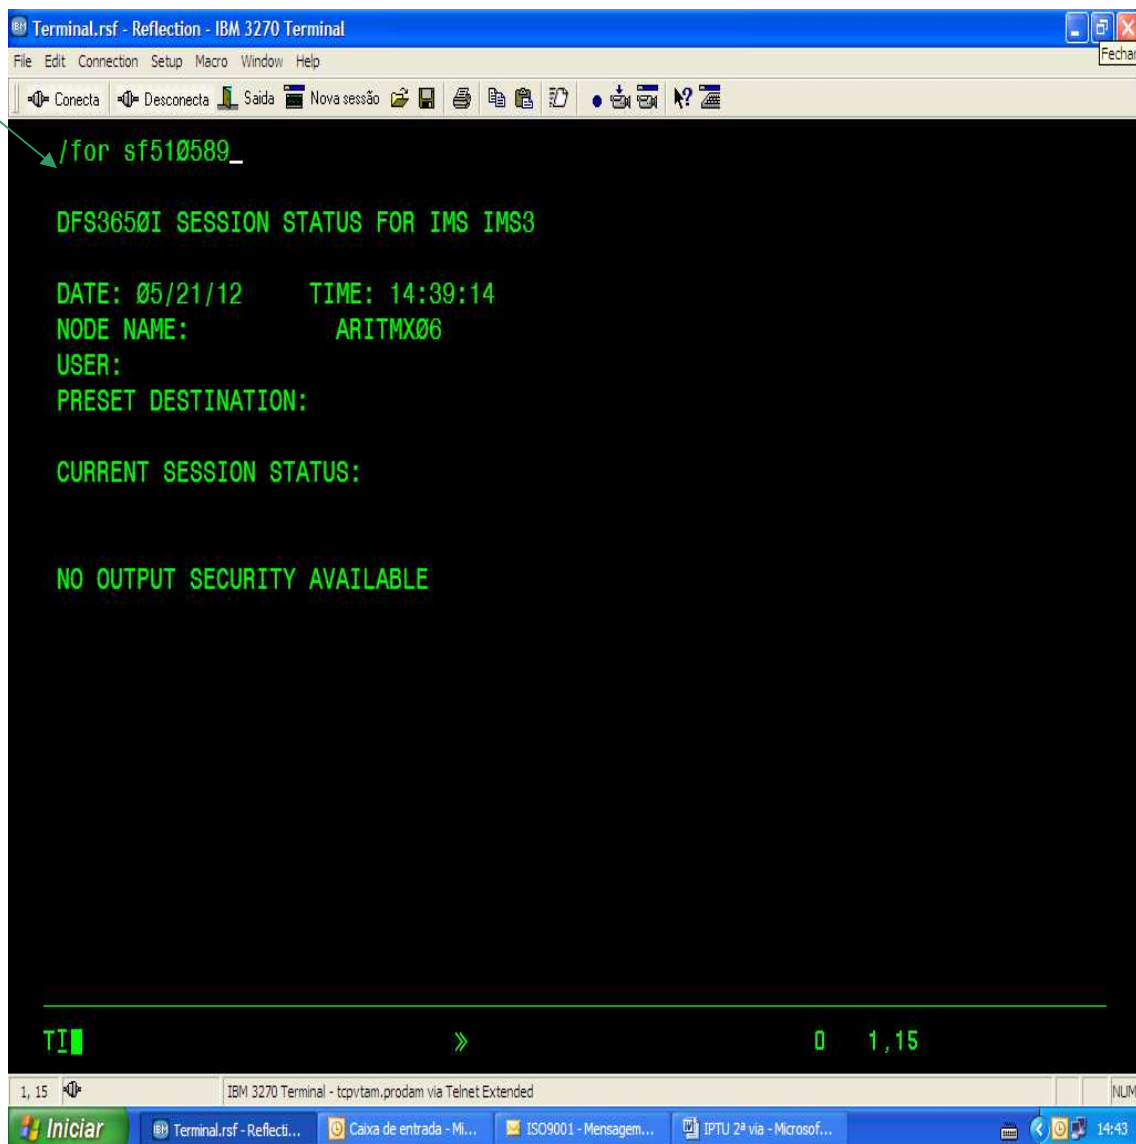 Terminal.rsf - Reflection - IBM 3270 Terminal
File Edit Connection Setup Macro Window Help
Fechar
Conecta Desconecta Saida Nova sessão
/for sf510589_
DFS3650I SESSION STATUS FOR IMS IMS3
DATE: 05/21/12 TIME: 14:39:14
NODE NAME: ARITMX06
USER:
PRESET DESTINATION:
CURRENT SESSION STATUS:
NO OUTPUT SECURITY AVAILABLE
TI » 0 1,15
1, 15 IBM 3270 Terminal - tcpvtam.prodam via Telnet Extended NUM
Iniciar Terminal.rsf - Reflecti... Caixa de entrada - Mi... ISO9001 - Mensagem... IPTU 2ª via - Microsof... 14:43